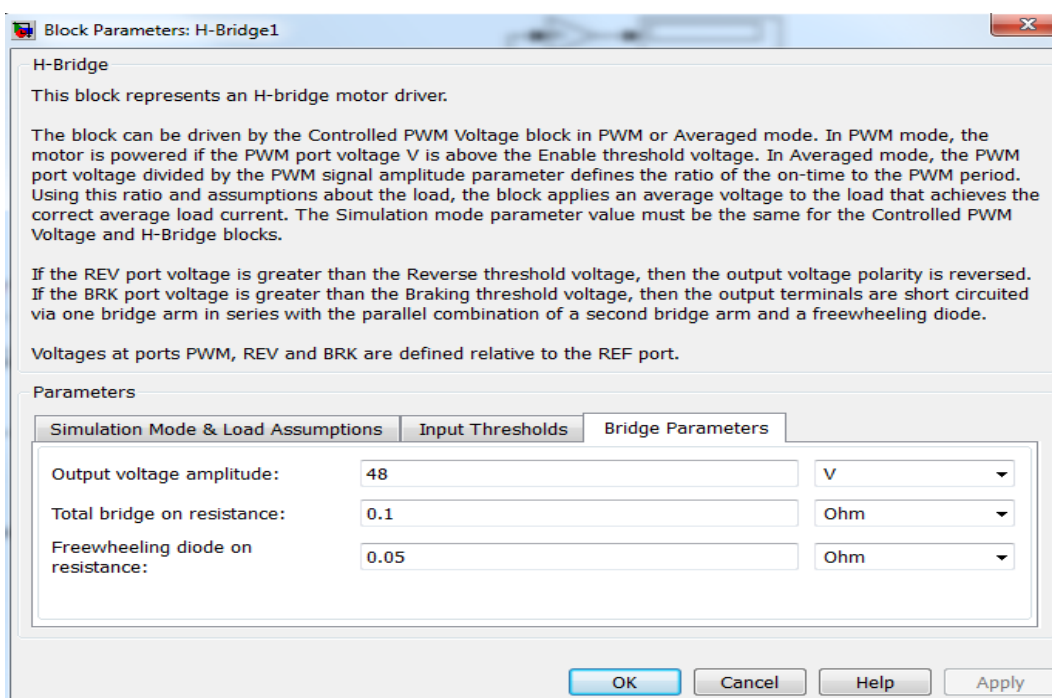 Block Parameters: H-Bridge1
H-Bridge
This block represents an H-bridge motor driver.
The block can be driven by the Controlled PWM Voltage block in PWM or Averaged mode. In PWM mode, the
motor is powered if the PWM port voltage V is above the Enable threshold voltage. In Averaged mode, the PWM
port voltage divided by the PWM signal amplitude parameter defines the ratio of the on-time to the PWM period.
Using this ratio and assumptions about the load, the block applies an average voltage to the load that achieves the
correct average load current. The Simulation mode parameter value must be the same for the Controlled PWM
Voltage and H-Bridge blocks.
If the REV port voltage is greater than the Reverse threshold voltage, then the output voltage polarity is reversed.
If the BRK port voltage is greater than the Braking threshold voltage, then the output terminals are short circuited
via one bridge arm in series with the parallel combination of a second bridge arm and a freewheeling diode.
Voltages at ports PWM, REV and BRK are defined relative to the REF port.
Parameters
Simulation Mode & Load Assumptions Input Thresholds Bridge Parameters
Output voltage amplitude: 48 V
Total bridge on resistance: 0.1 Ohm
Freewheeling diode on
resistance: 0.05 Ohm
OK Cancel Help Apply